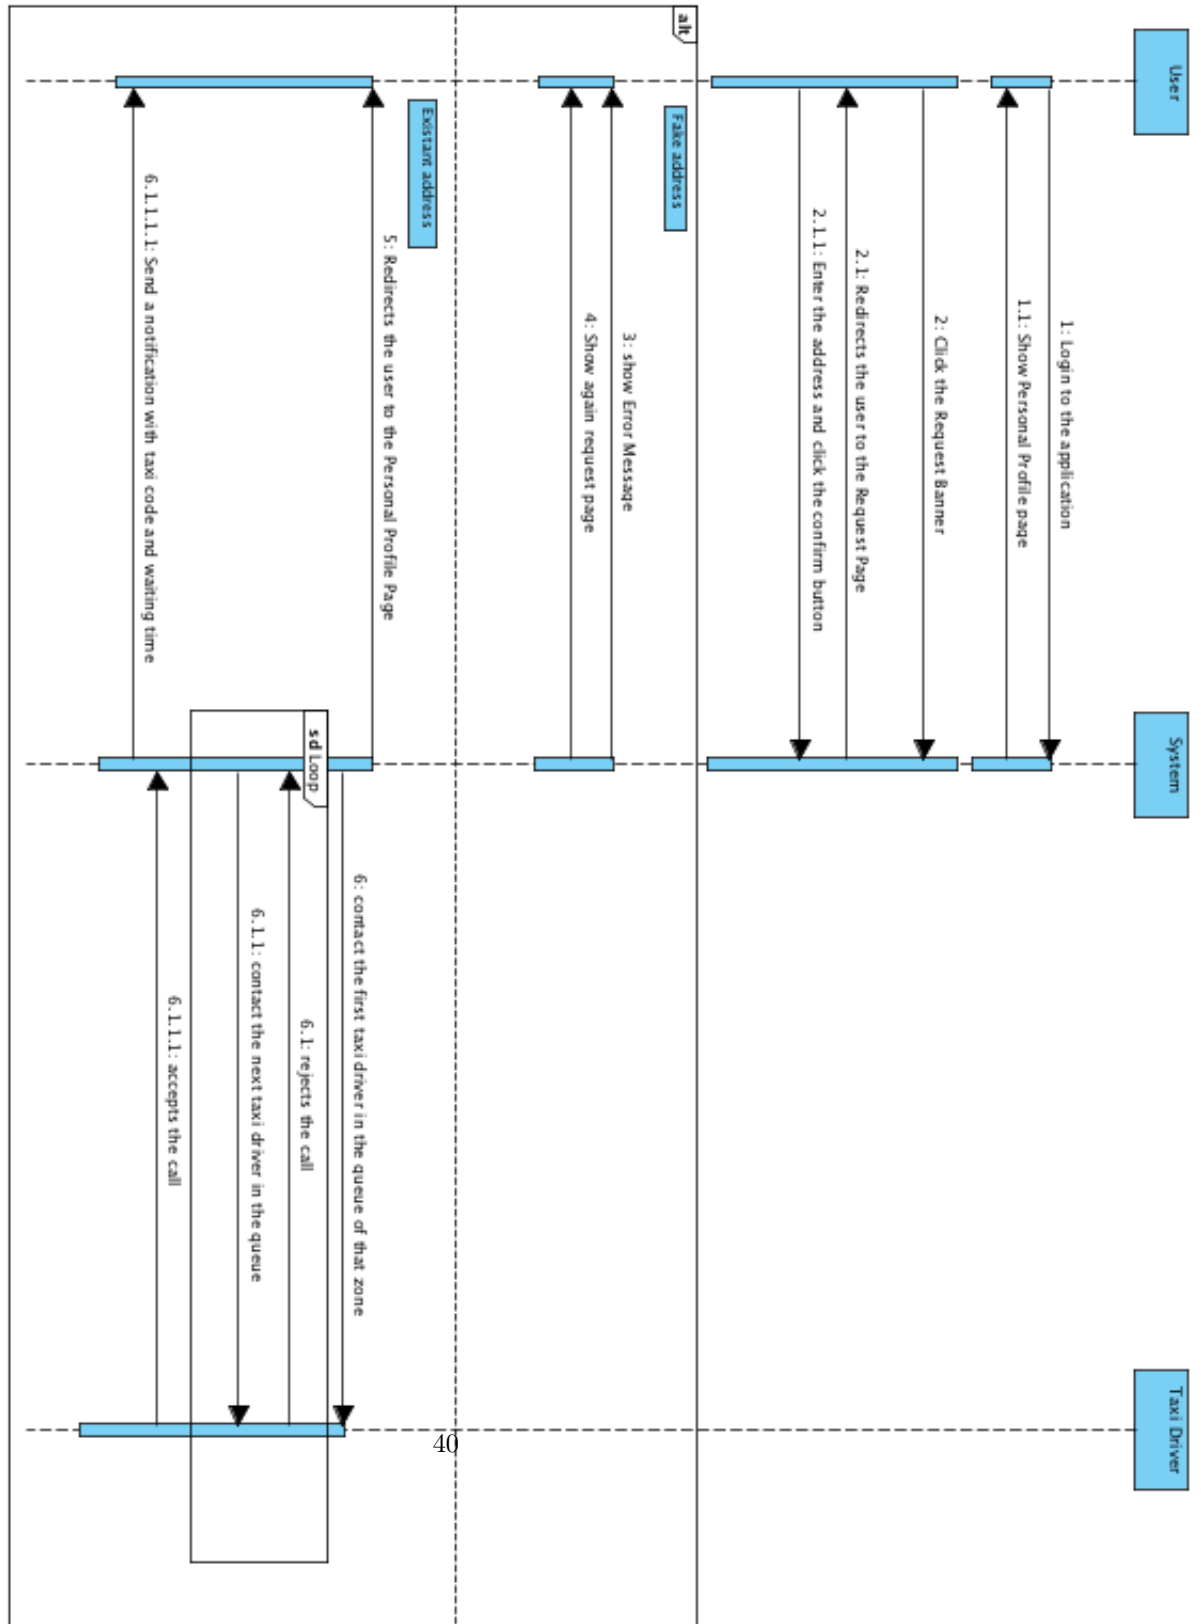 User
System
Taxi Driver
1: Login to the application
1.1: Show Personal Profile page
2: Click the Request Banner
2.1: Redirects the user to the Request Page
2.1.1: Enter the address and click the confirm button
alt
Fake address
3: show Error Message
4: Show again request page
Existant address
5: Redirects the user to the Personal Profile Page
6: contact the first taxi driver in the queue of that zone
sd Loop
6.1: rejects the call
6.1.1: contact the next taxi driver in the queue
6.1.1.1: accepts the call
6.1.1.1.1: Send a notification with taxi code and waiting time
40